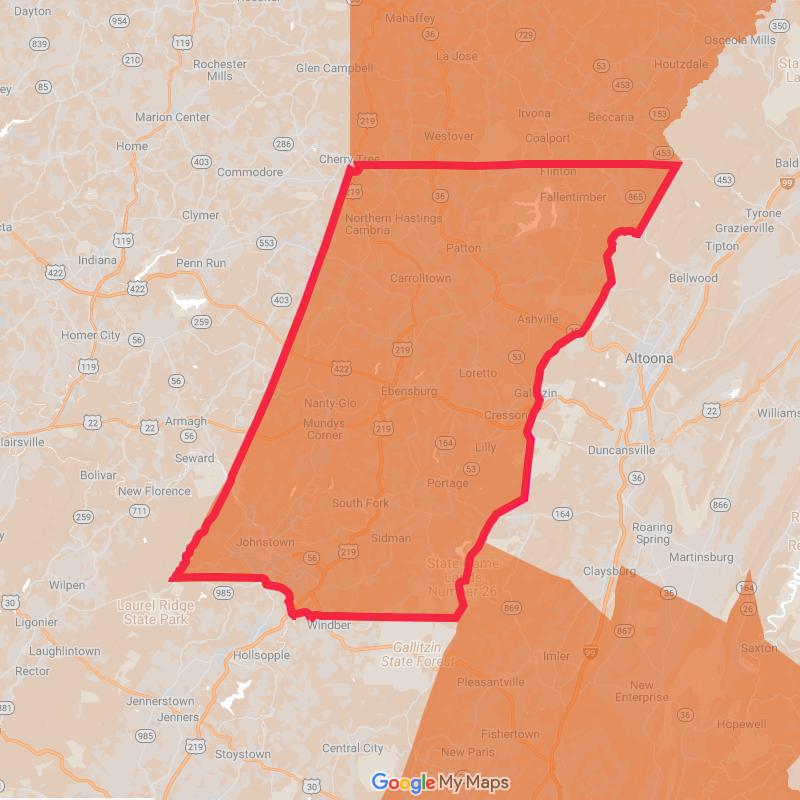 Dayton
954
119
Mahaffey
36
729
350
Osceola Mills
839
210
Rochester
Mills
La Jose
Glen Campbell
53
Houtzdale
453
85
Marion Center
219
Irvona
Beccaria
153
Westover
Coalport
Home
286
403
Cherry Tree
453
Commodore
Flinton
453
99
219
36
Fallentimber
865
Clymer
Northern Hastings
Cambria
Tyrone
Grazierville
119
553
Patton
Tipton
Indiana
Penn Run
422
422
Carrolltown
Bellwood
403
259
Ashville
Homer City
219
53
Altoona
119
422
Loretto
56
Nanty-Glo
Ebensburg
Gallitzin
22
22
22
Armagh
56
Mundys
Corner
219
Cresson
164
Lilly
Duncansville
Seward
53
Bolivar
Portage
36
New Florence
866
259
711
South Fork
164
Roaring
Spring
Johnstown
219
Sidman
56
Martinsburg
Wilpen
State Game
Lands
Number 26
Claysburg
985
164
30
Laurel Ridge
State Park
26
Ligonier
869
Windber
867
Laughlintown
Hollsopple
Gallitzin
State Forest
Imler
99
Saxton
Rector
Pleasantville
New
Enterprise
Jennerstown
Jenners
36
985
Hopewell
219
Stoystown
Central City
Fishertown
New Paris
30
Google My Maps